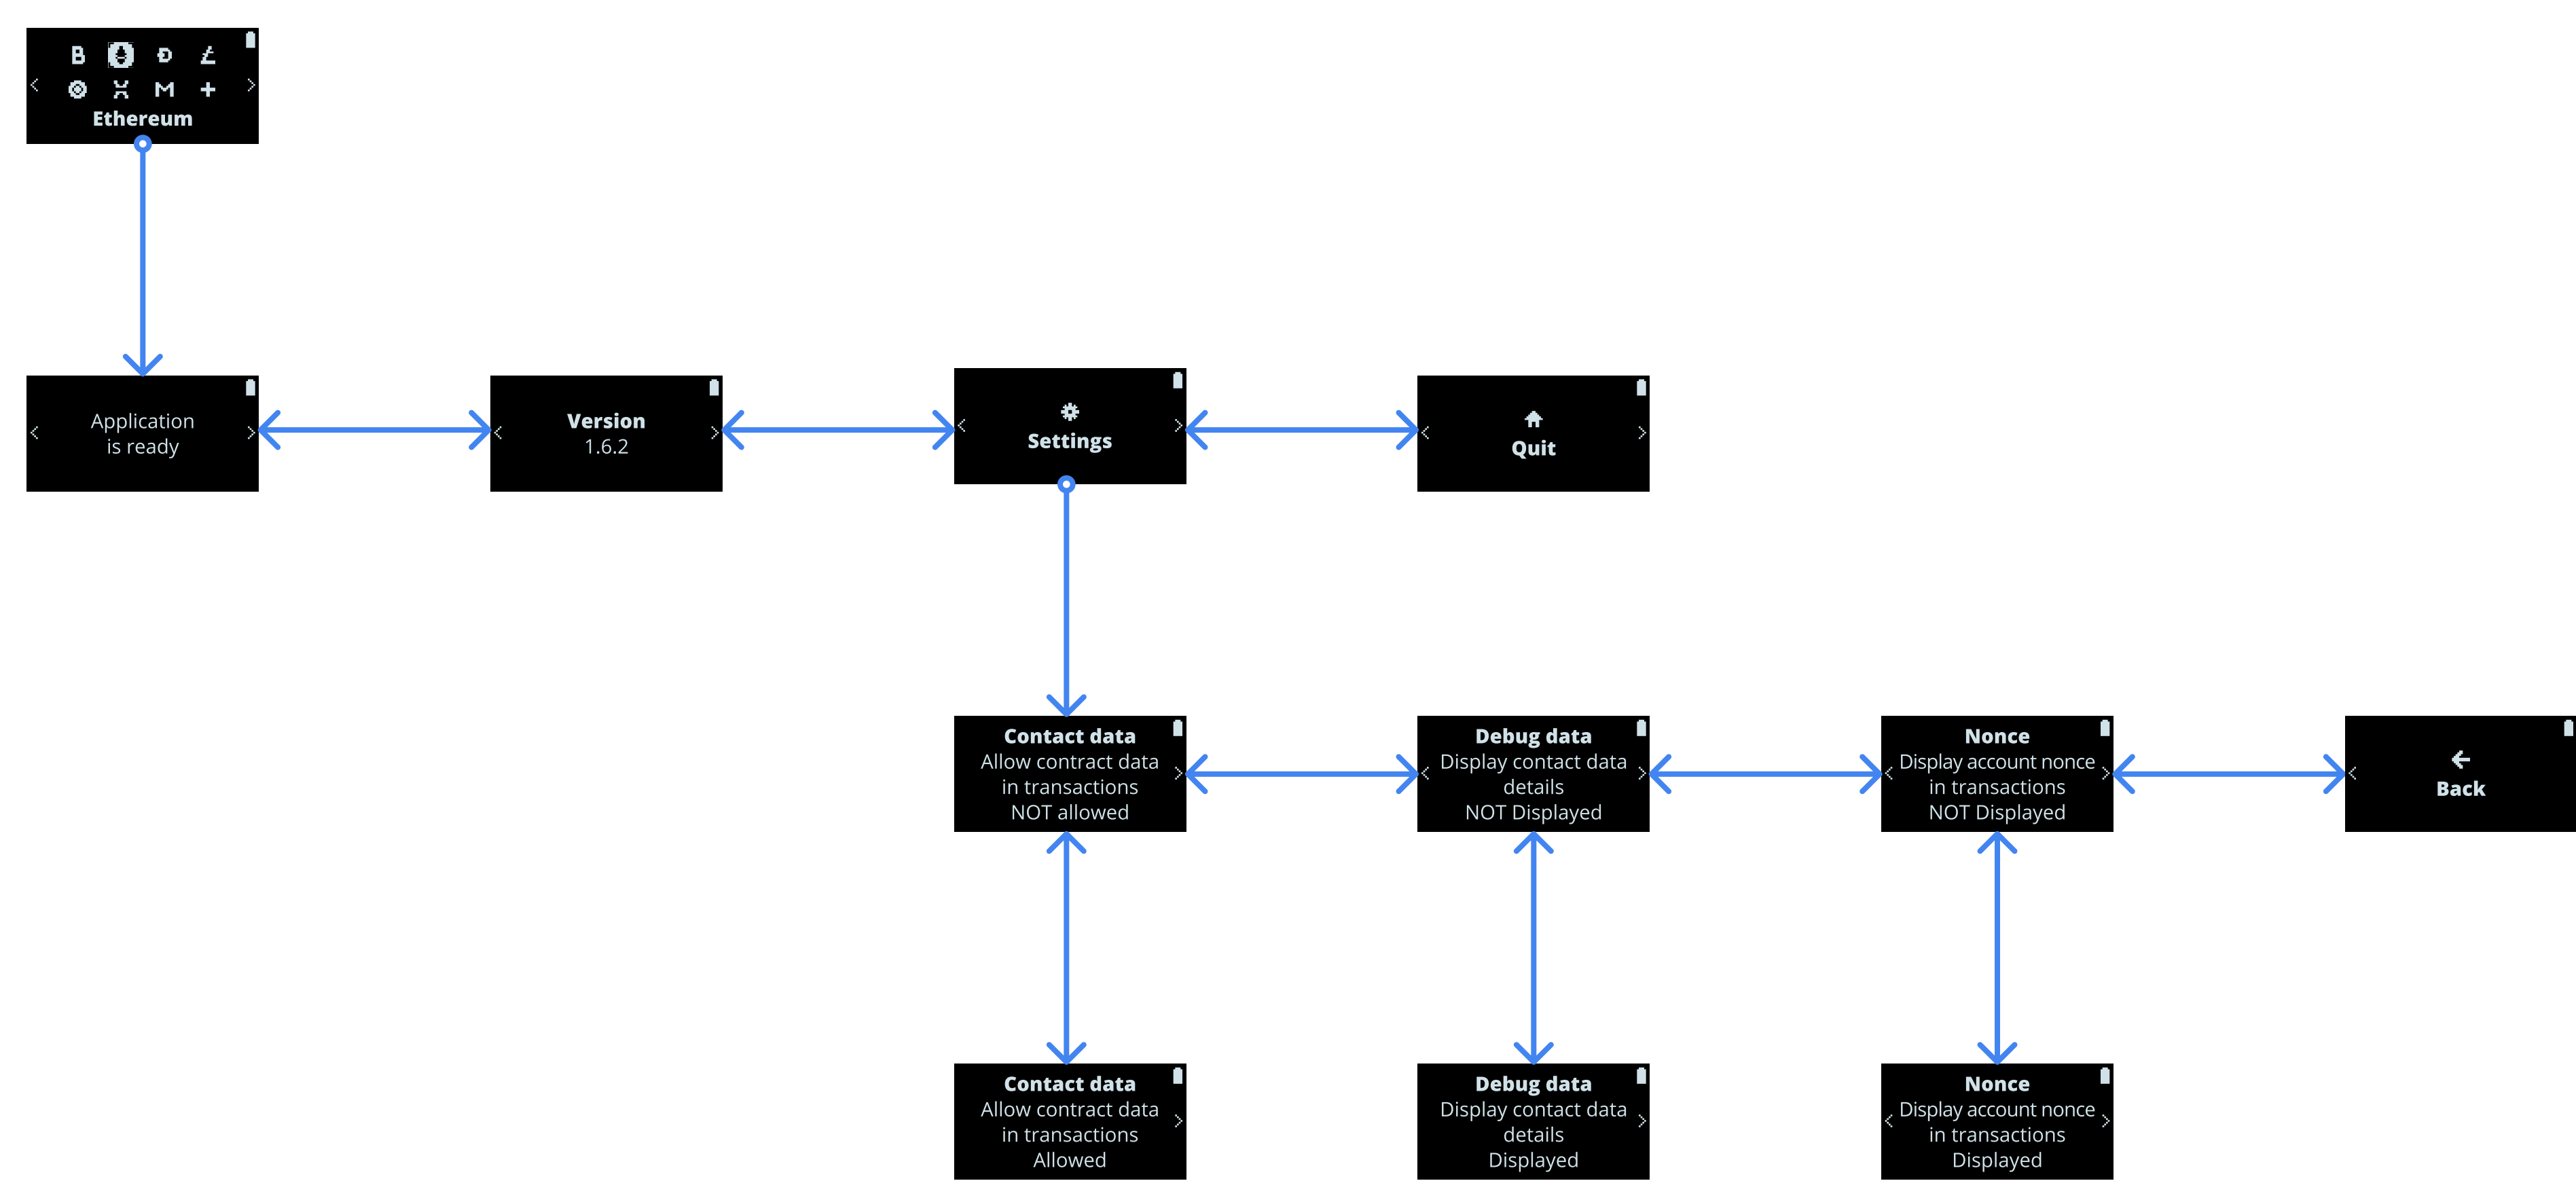 Ethereum
Application
is ready
Version
1.6.2
Settings
Quit
Contact data
Allow contract data
in transactions
NOT allowed
Debug data
Display contact data
details
NOT Displayed
Nonce
Display account nonce
in transactions
NOT Displayed
Back
Contact data
Allow contract data
in transactions
Allowed
Debug data
Display contact data
details
Displayed
Nonce
Display account nonce
in transactions
Displayed